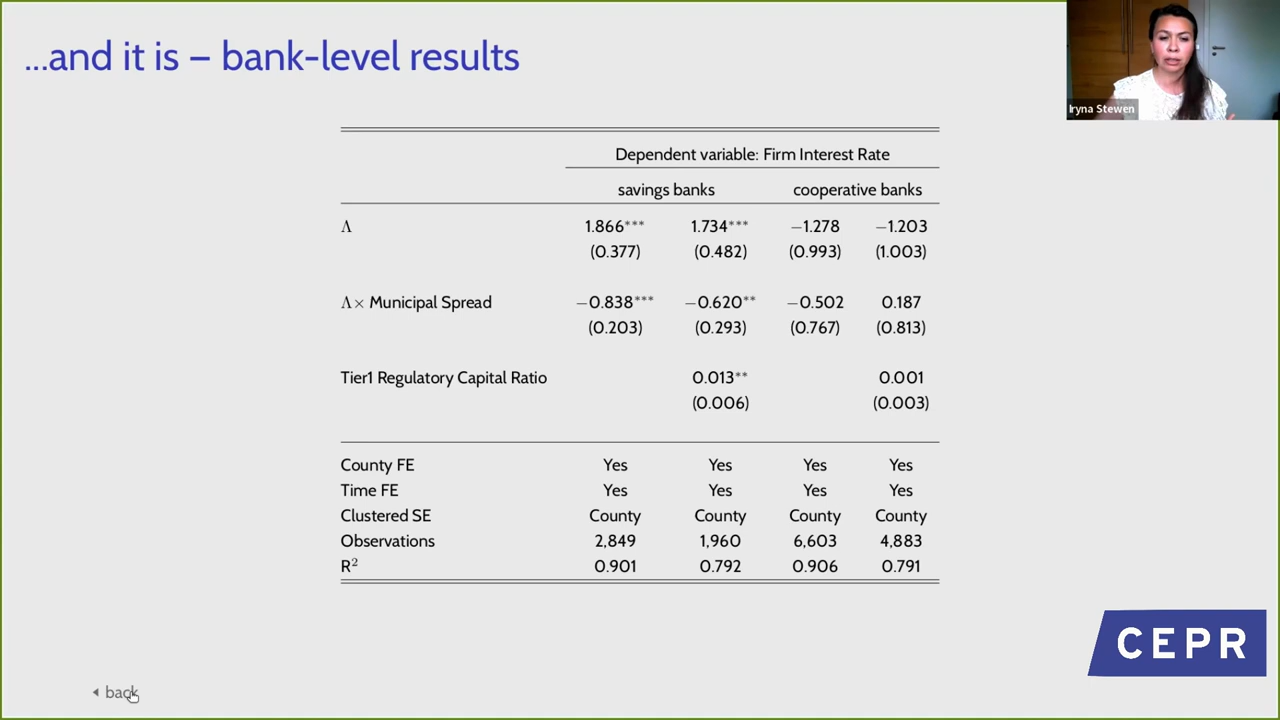 ...and it is – bank-level results
Iryna Stewen
Dependent variable: Firm Interest Rate
savings banks cooperative banks
Λ 1.866*** 1.734*** −1.278 −1.203
(0.377) (0.482) (0.993) (1.003)
Λ× Municipal Spread −0.838*** −0.620** −0.502 0.187
(0.203) (0.293) (0.767) (0.813)
Tier1 Regulatory Capital Ratio 0.013** 0.001
(0.006) (0.003)
County FE Yes Yes Yes Yes
Time FE Yes Yes Yes Yes
Clustered SE County County County County
Observations 2,849 1,960 6,603 4,883
R² 0.901 0.792 0.906 0.791
CEPR
back